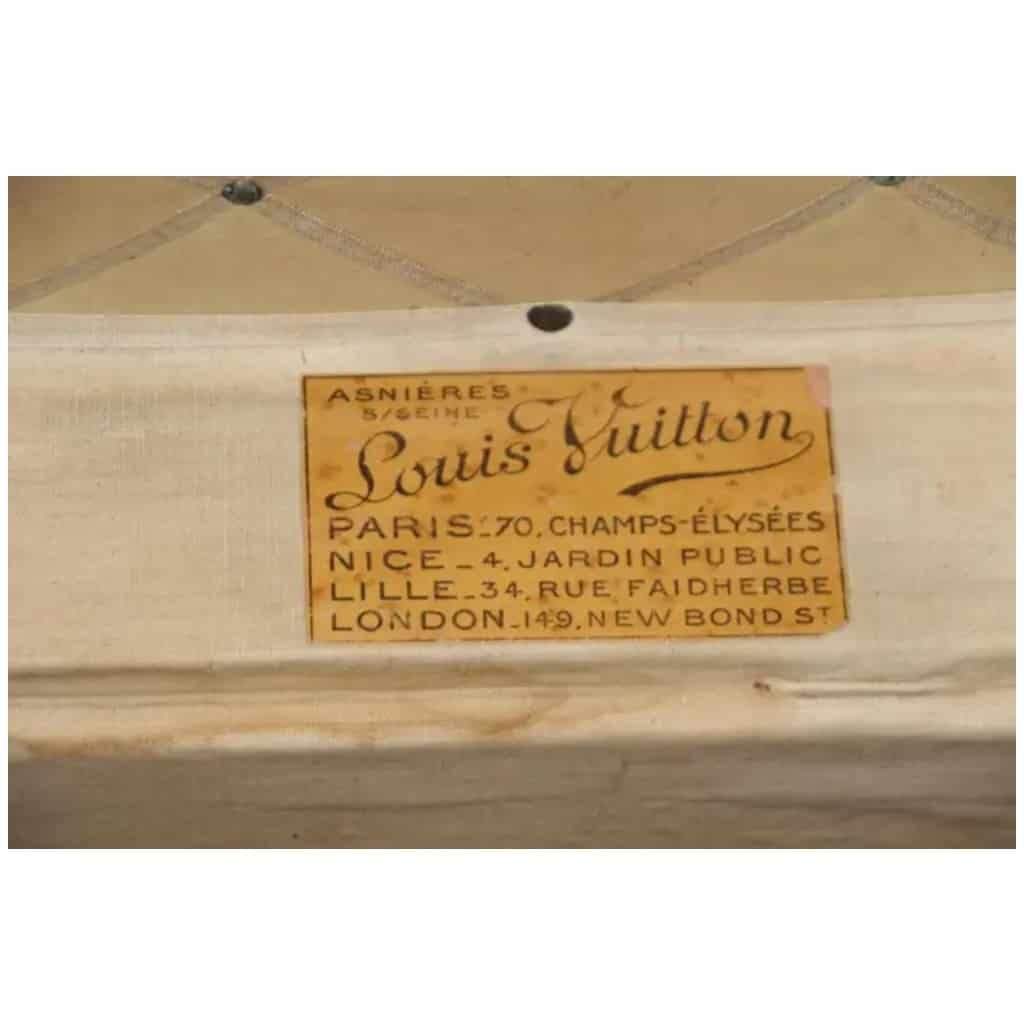 ASNIÈRES
S/SEINE
Louis Vuitton
PARIS_70, CHAMPS-ÉLYSÉES
NICE_4, JARDIN PUBLIC
LILLE_34, RUE FAIDHERBE
LONDON_149, NEW BOND ST